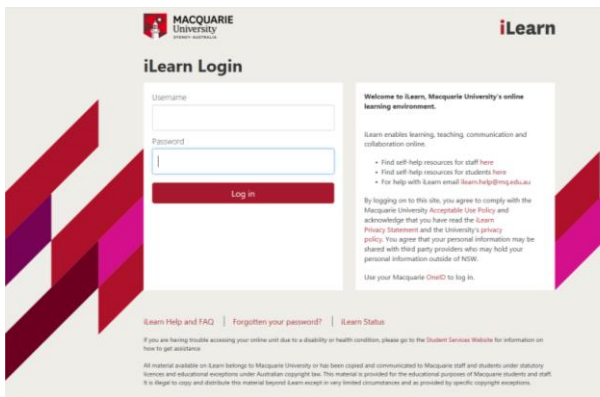 MACQUARIE
University
SYDNEY·AUSTRALIA
iLearn
iLearn Login
Username
Password
Log in
Welcome to iLearn, Macquarie University's online
learning environment.
iLearn enables learning, teaching, communication and
collaboration online.
• Find self-help resources for staff here
• Find self-help resources for students here
• For help with iLearn email ilearn.help@mq.edu.au
By logging on to this site, you agree to comply with the
Macquarie University Acceptable Use Policy and
acknowledge that you have read the iLearn
Privacy Statement and the University's privacy
policy. You agree that your personal information may be
shared with third party providers who may hold your
personal information outside of NSW.
Use your Macquarie OneID to log in.
iLearn Help and FAQ | Forgotten your password? | iLearn Status
If you are having trouble accessing your online unit due to a disability or health condition, please go to the Student Services Website for information on
how to get assistance
All material available on iLearn belongs to Macquarie University or has been copied and communicated to Macquarie staff and students under statutory
licences and educational exceptions under Australian copyright law. This material is provided for the educational purposes of Macquarie students and staff.
It is illegal to copy and distribute this material beyond iLearn except in very limited circumstances and as provided by specific copyright exceptions.